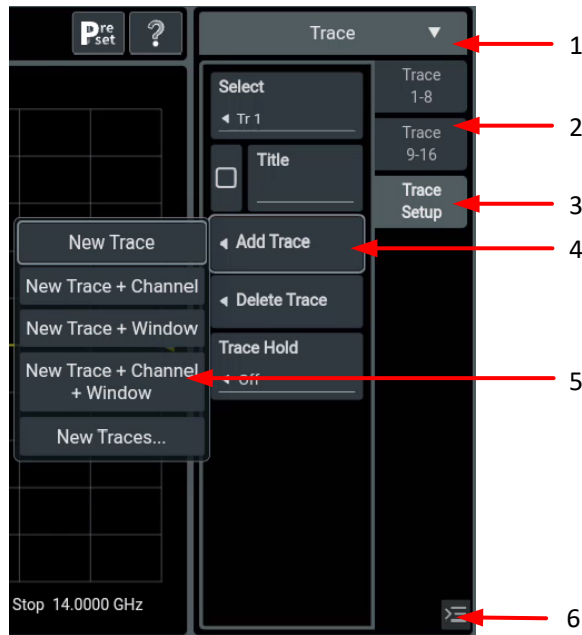 Preset
?
Trace ▼
1
Select
◄ Tr 1
Trace
1-8
2
Trace
9-16
Title
Trace
Setup
3
◄ Add Trace
4
New Trace
New Trace + Channel
New Trace + Window
New Trace + Channel
+ Window
New Traces...
◄ Delete Trace
Trace Hold
◄ Off
5
Stop 14.0000 GHz
6